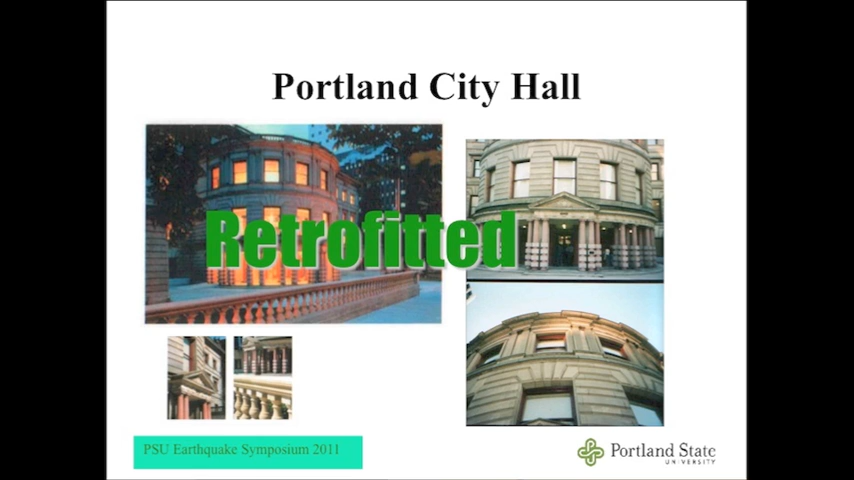 Portland City Hall
Retrofitted
PSU Earthquake Symposium 2011
Portland State
UNIVERSITY